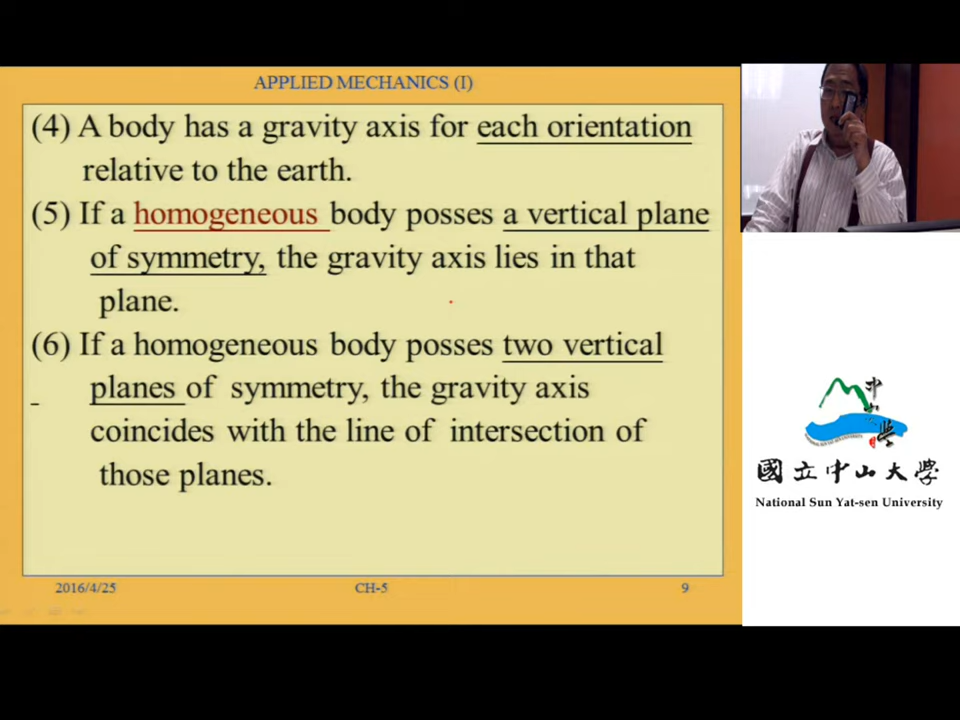 APPLIED MECHANICS (I)
(4) A body has a gravity axis for each orientation
relative to the earth.
(5) If a homogeneous body posses a vertical plane
of symmetry, the gravity axis lies in that
plane.
(6) If a homogeneous body posses two vertical
planes of symmetry, the gravity axis
coincides with the line of intersection of
those planes.
2016/4/25
CH-5
9
國立中山大學
National Sun Yat-sen University